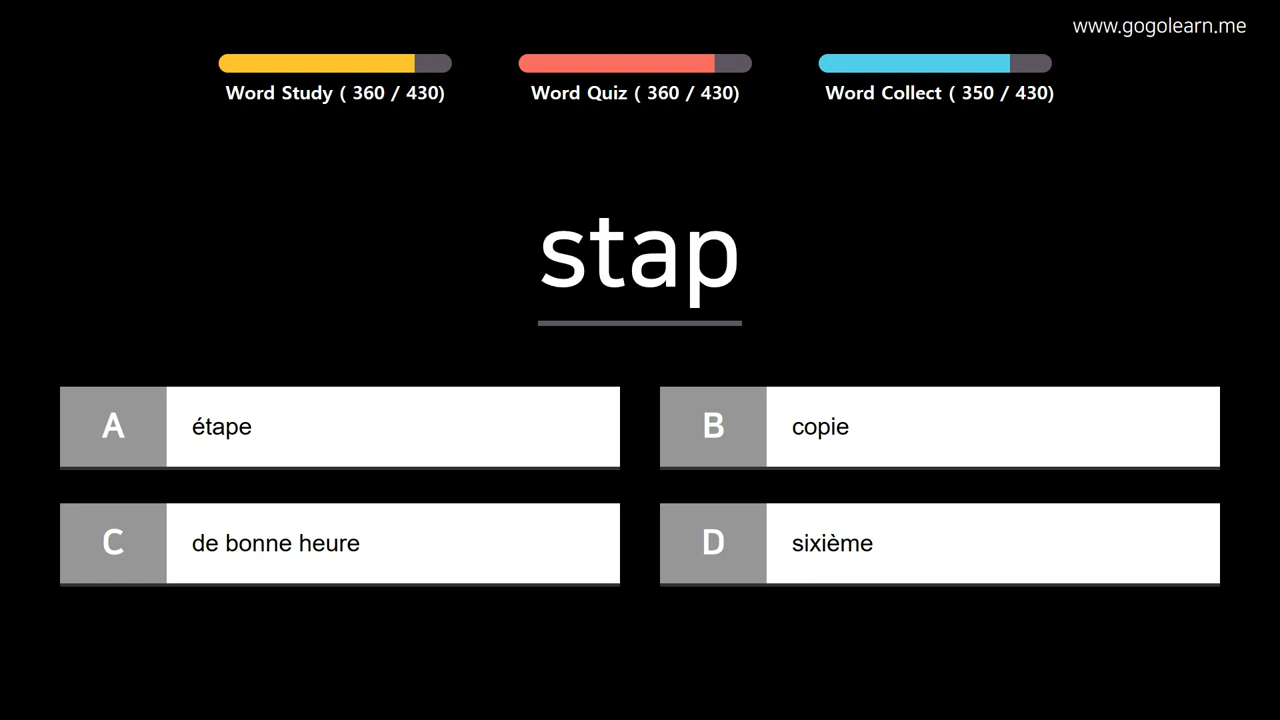 www.gogolearn.me
Word Study ( 360 / 430)
Word Quiz ( 360 / 430)
Word Collect ( 350 / 430)
stap
A étape
B copie
C de bonne heure
D sixième